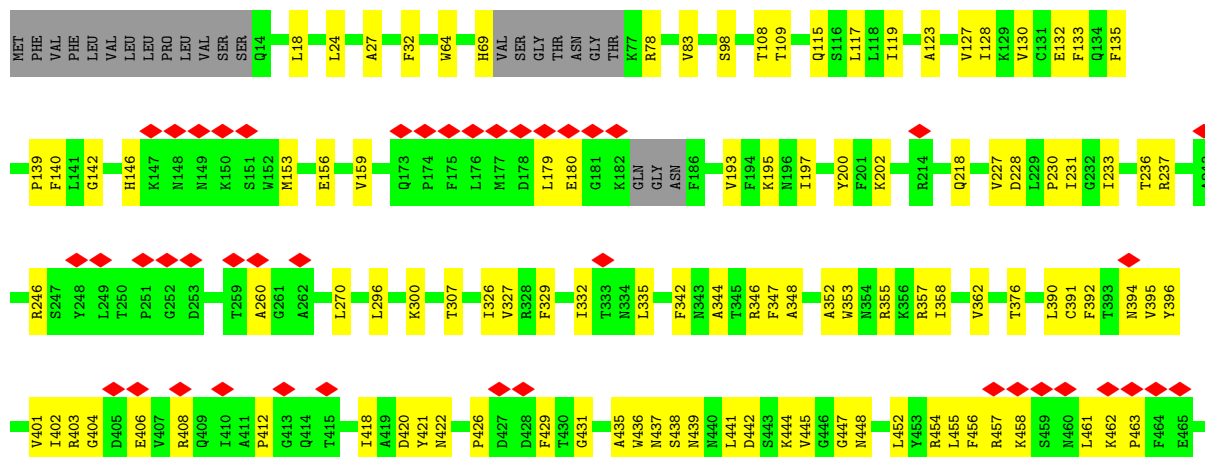 MET PHE VAL PHE LEU VAL LEU LEU PRO LEU VAL SER SER Q14 L18 L24 A27 F32 W64 H69 VAL SER GLY THR ASN GLY THR K77 R78 V83 S98 T108 T109 Q115 S116 L117 L118 I119 A123 V127 I128 K129 V130 C131 E132 F133 Q134 F135
P139 F140 L141 G142 H146 K147 N148 N149 K150 S151 W152 M153 E156 V159 Q173 P174 F175 L176 M177 D178 L179 E180 G181 K182 GLN GLY ASN F186 V193 F194 K195 N196 I197 Y200 F201 K202 R214 Q218 V227 D228 L229 P230 I231 G232 I233 T236 R237
R246 S247 Y248 L249 T250 P251 G252 D253 T259 A260 G261 A262 L270 L296 K300 T307 I326 V327 R328 F329 I332 T333 N334 L335 F342 N343 A344 T345 R346 F347 A348 A352 W353 N354 R355 K356 R357 I358 V362 T376 L390 C391 F392 T393 N394 V395 Y396
V401 I402 R403 G404 D405 E406 V407 R408 Q409 I410 A411 P412 G413 Q414 T415 I418 A419 D420 Y421 N422 P426 D427 D428 F429 T430 G431 A435 W436 N437 S438 N439 N440 L441 D442 S443 K444 V445 G446 G447 N448 L452 Y453 R454 L455 F456 R457 K458 S459 N460 L461 K462 P463 F464 E465